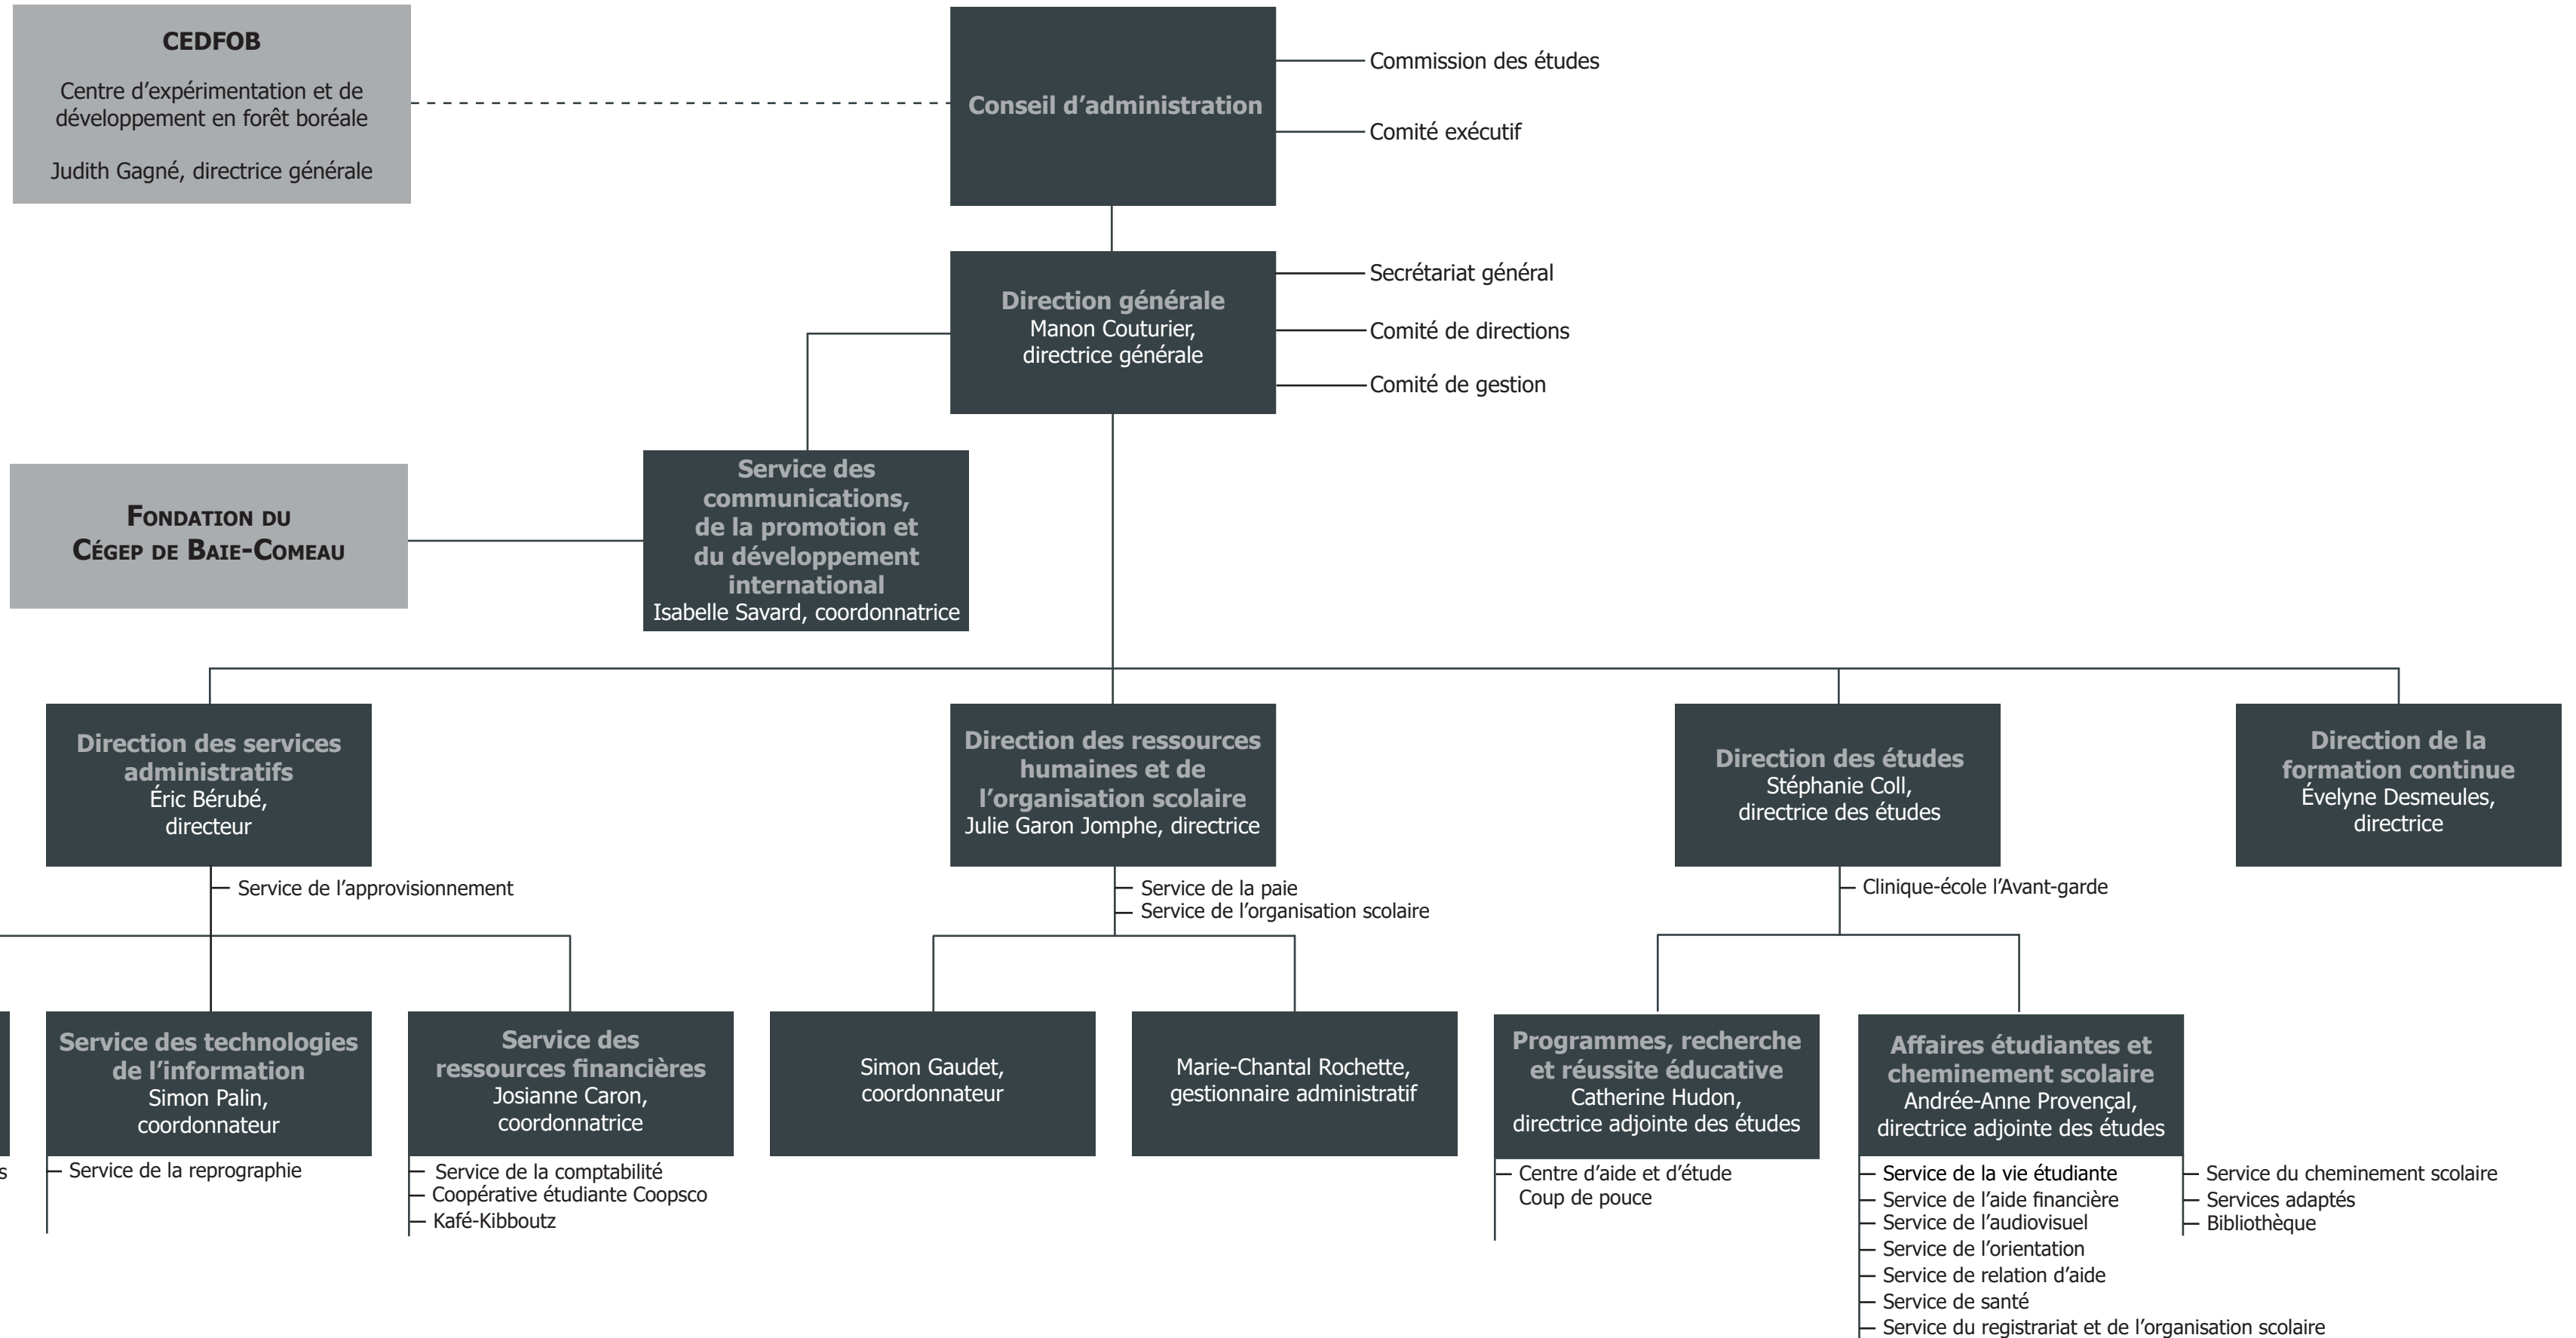 CEDFOB
Centre d’expérimentation et de
développement en forêt boréale
Judith Gagné, directrice générale
Conseil d’administration
Commission des études
Comité exécutif
Direction générale
Manon Couturier,
directrice générale
Secrétariat général
Comité de directions
Comité de gestion
Fondation du
Cégep de Baie-Comeau
Service des
communications,
de la promotion et
du développement
international
Isabelle Savard, coordonnatrice
Direction des services
administratifs
Éric Bérubé,
directeur
Service de l’approvisionnement
Direction des ressources
humaines et de
l’organisation scolaire
Julie Garon Jomphe, directrice
Service de la paie
Service de l’organisation scolaire
Direction des études
Stéphanie Coll,
directrice des études
Clinique-école l’Avant-garde
Direction de la
formation continue
Évelyne Desmeules,
directrice
s
Service des technologies
de l’information
Simon Palin,
coordonnateur
Service de la reprographie
Service des
ressources financières
Josianne Caron,
coordonnatrice
Service de la comptabilité
Coopérative étudiante Coopsco
Kafé-Kibboutz
Simon Gaudet,
coordonnateur
Marie-Chantal Rochette,
gestionnaire administratif
Programmes, recherche
et réussite éducative
Catherine Hudon,
directrice adjointe des études
Centre d’aide et d’étude
Coup de pouce
Affaires étudiantes et
cheminement scolaire
Andrée-Anne Provençal,
directrice adjointe des études
Service de la vie étudiante
Service de l’aide financière
Service de l’audiovisuel
Service de l’orientation
Service de relation d’aide
Service de santé
Service du registrariat et de l’organisation scolaire
Service du cheminement scolaire
Services adaptés
Bibliothèque